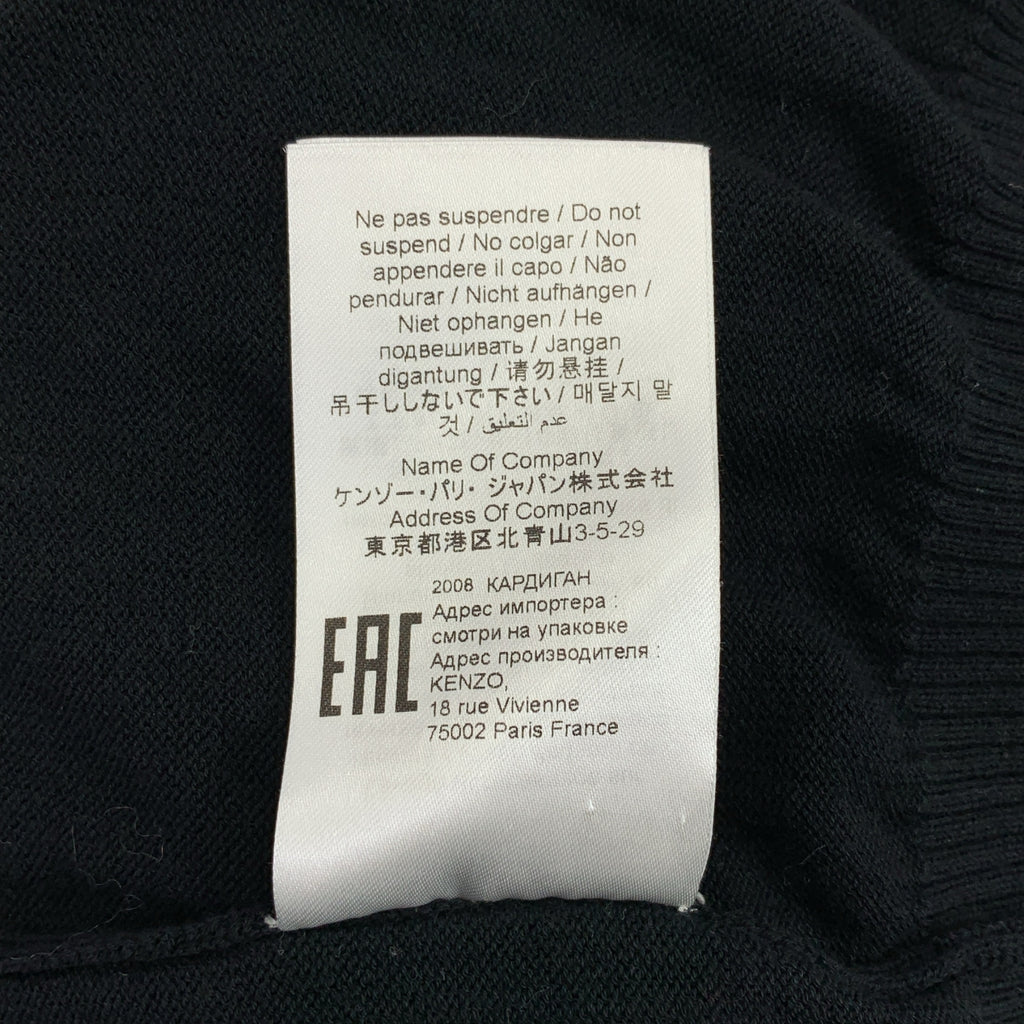 Ne pas suspendre / Do not
suspend / No colgar / Non
appendere il capo / Não
pendurar / Nicht aufhängen /
Niet ophangen / Не
подвешивать / Jangan
digantung / 请勿悬挂 /
吊干ししないで下さい / 매달지 말
것 / عدم التعليق
Name Of Company
ケンゾー・パリ・ジャパン株式会社
Address Of Company
東京都港区北青山3-5-29
2008 КАРДИГАН
Адрес импортера :
смотри на упаковке
Адрес производителя :
KENZO,
18 rue Vivienne
75002 Paris France
EAC